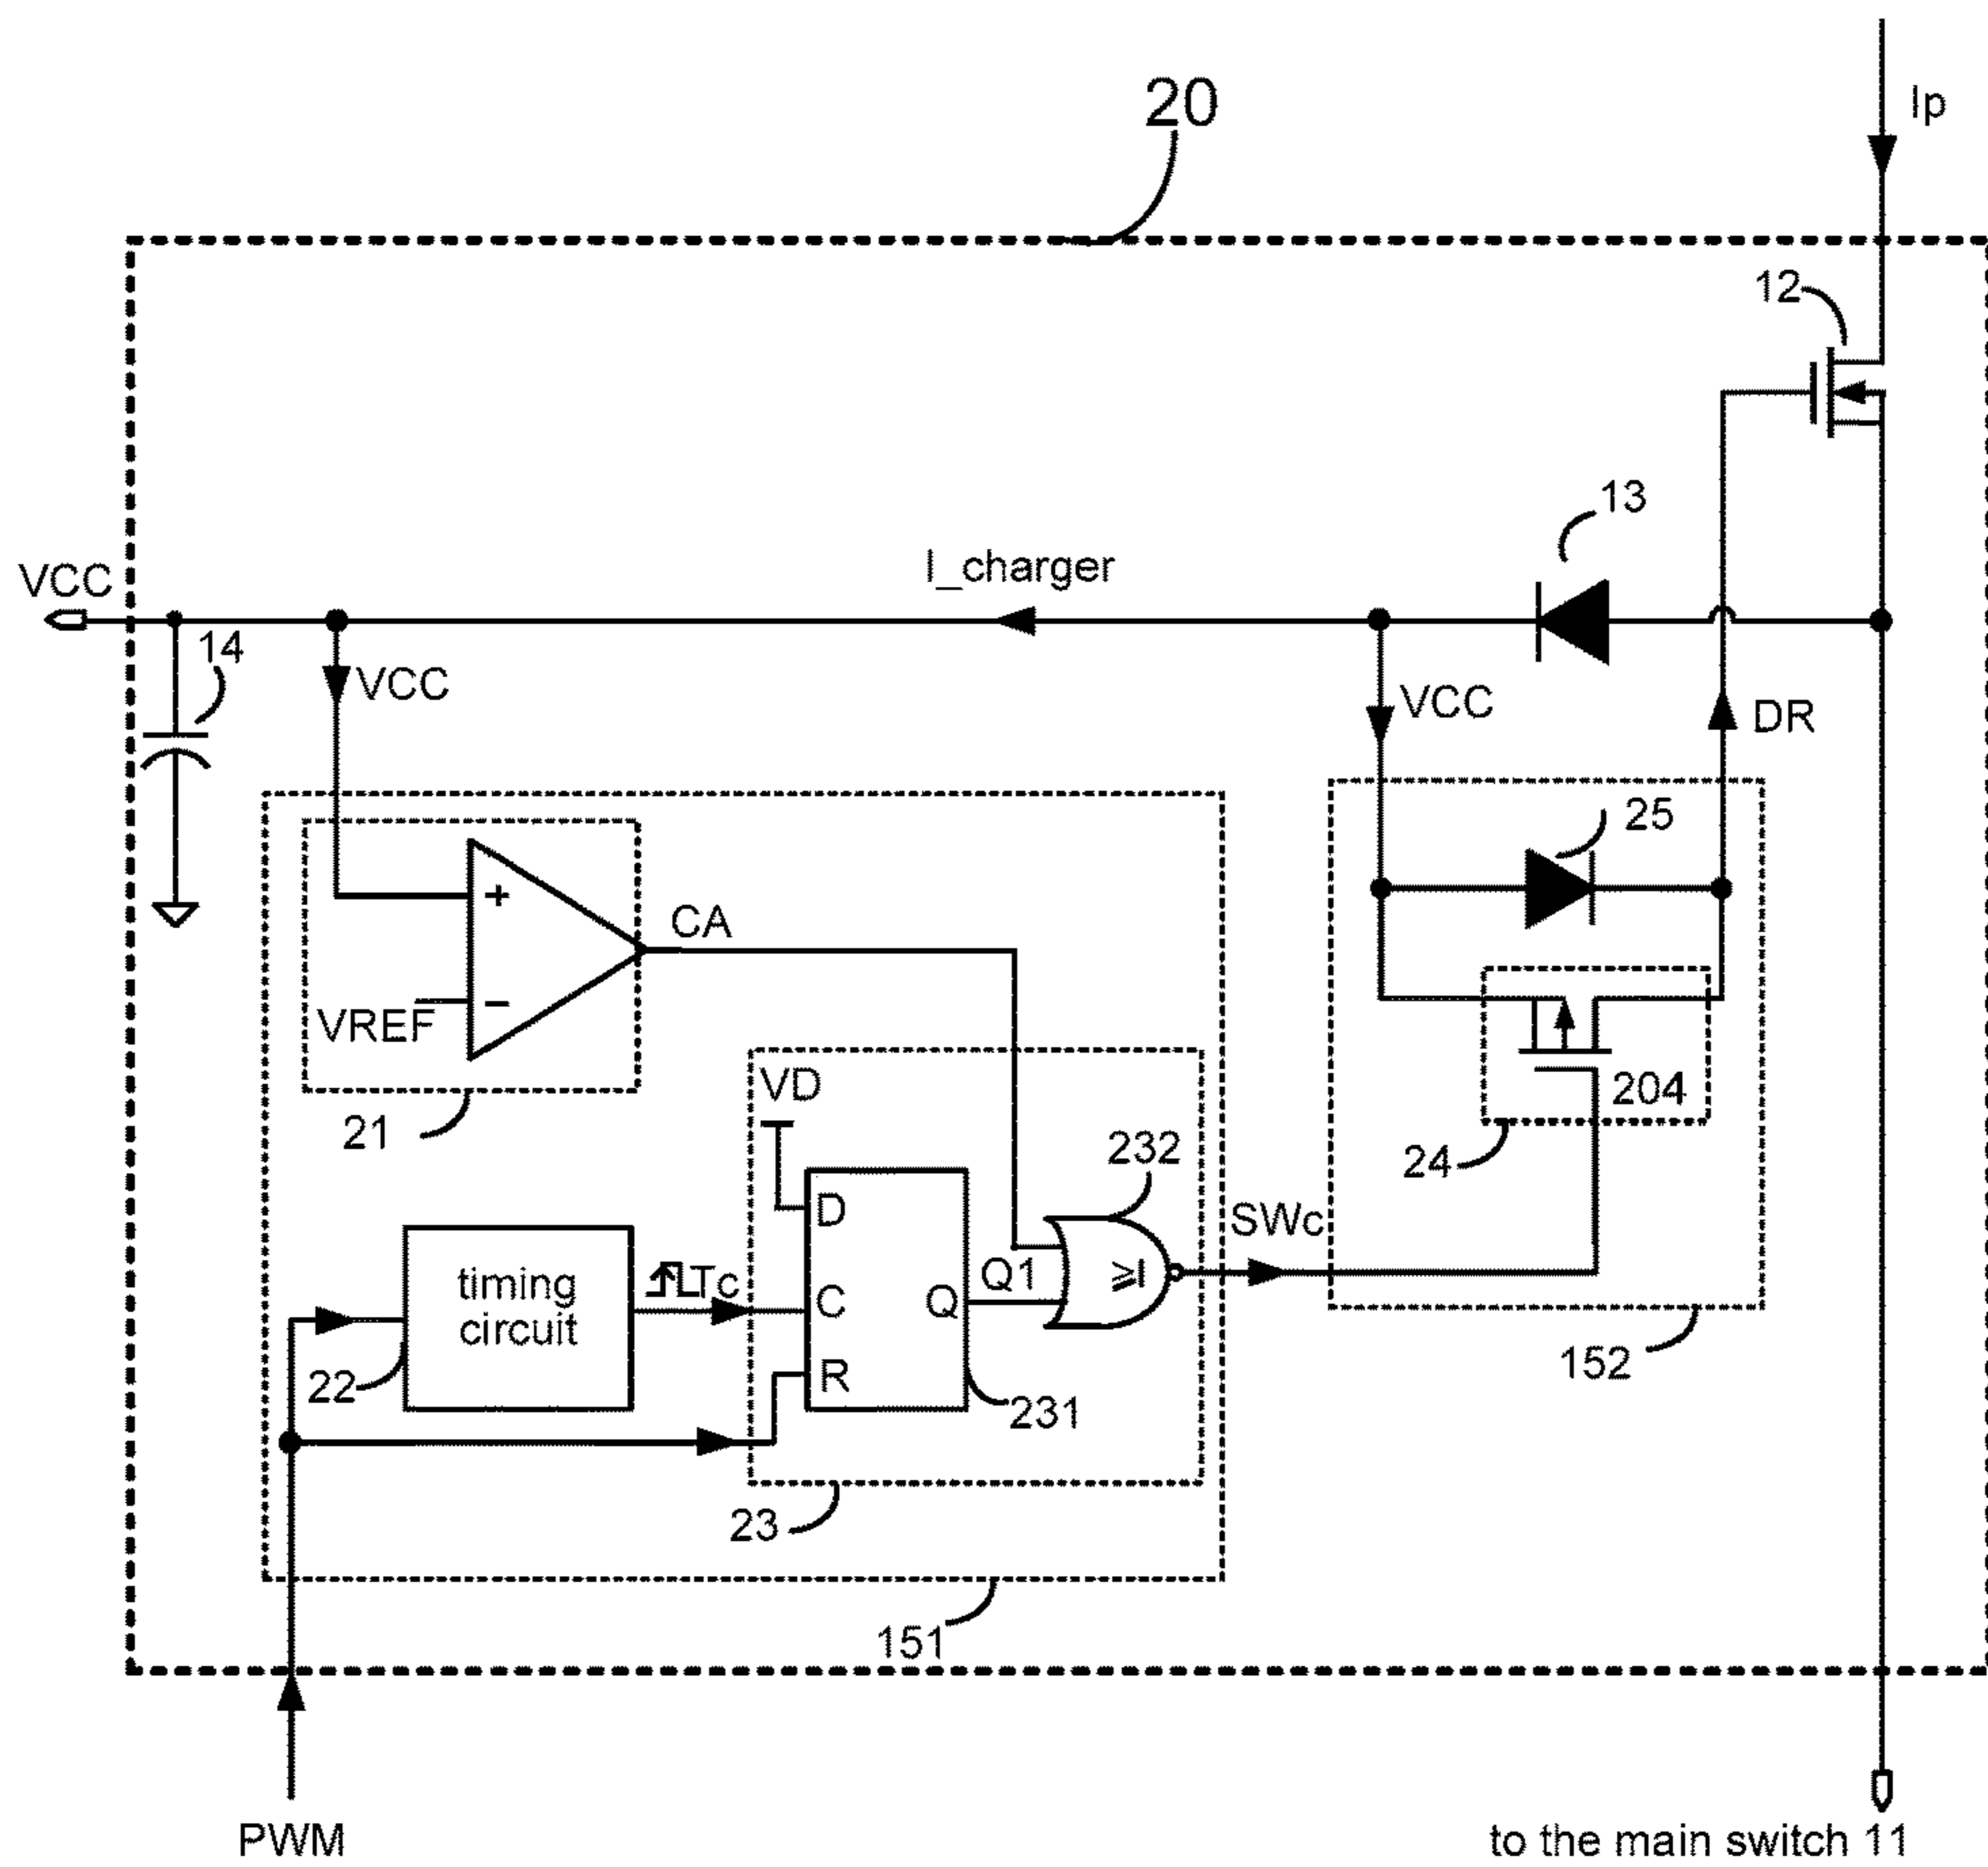 20
Ip
12
13
I_charger
VCC
14
VCC
VCC
DR
25
+
CA
−
VREF
204
VD
21
232
24
D
SWc
timing
circuit
Tc
Q1
≥1
C
Q
R
22
231
152
23
151
PWM
to the main switch 11